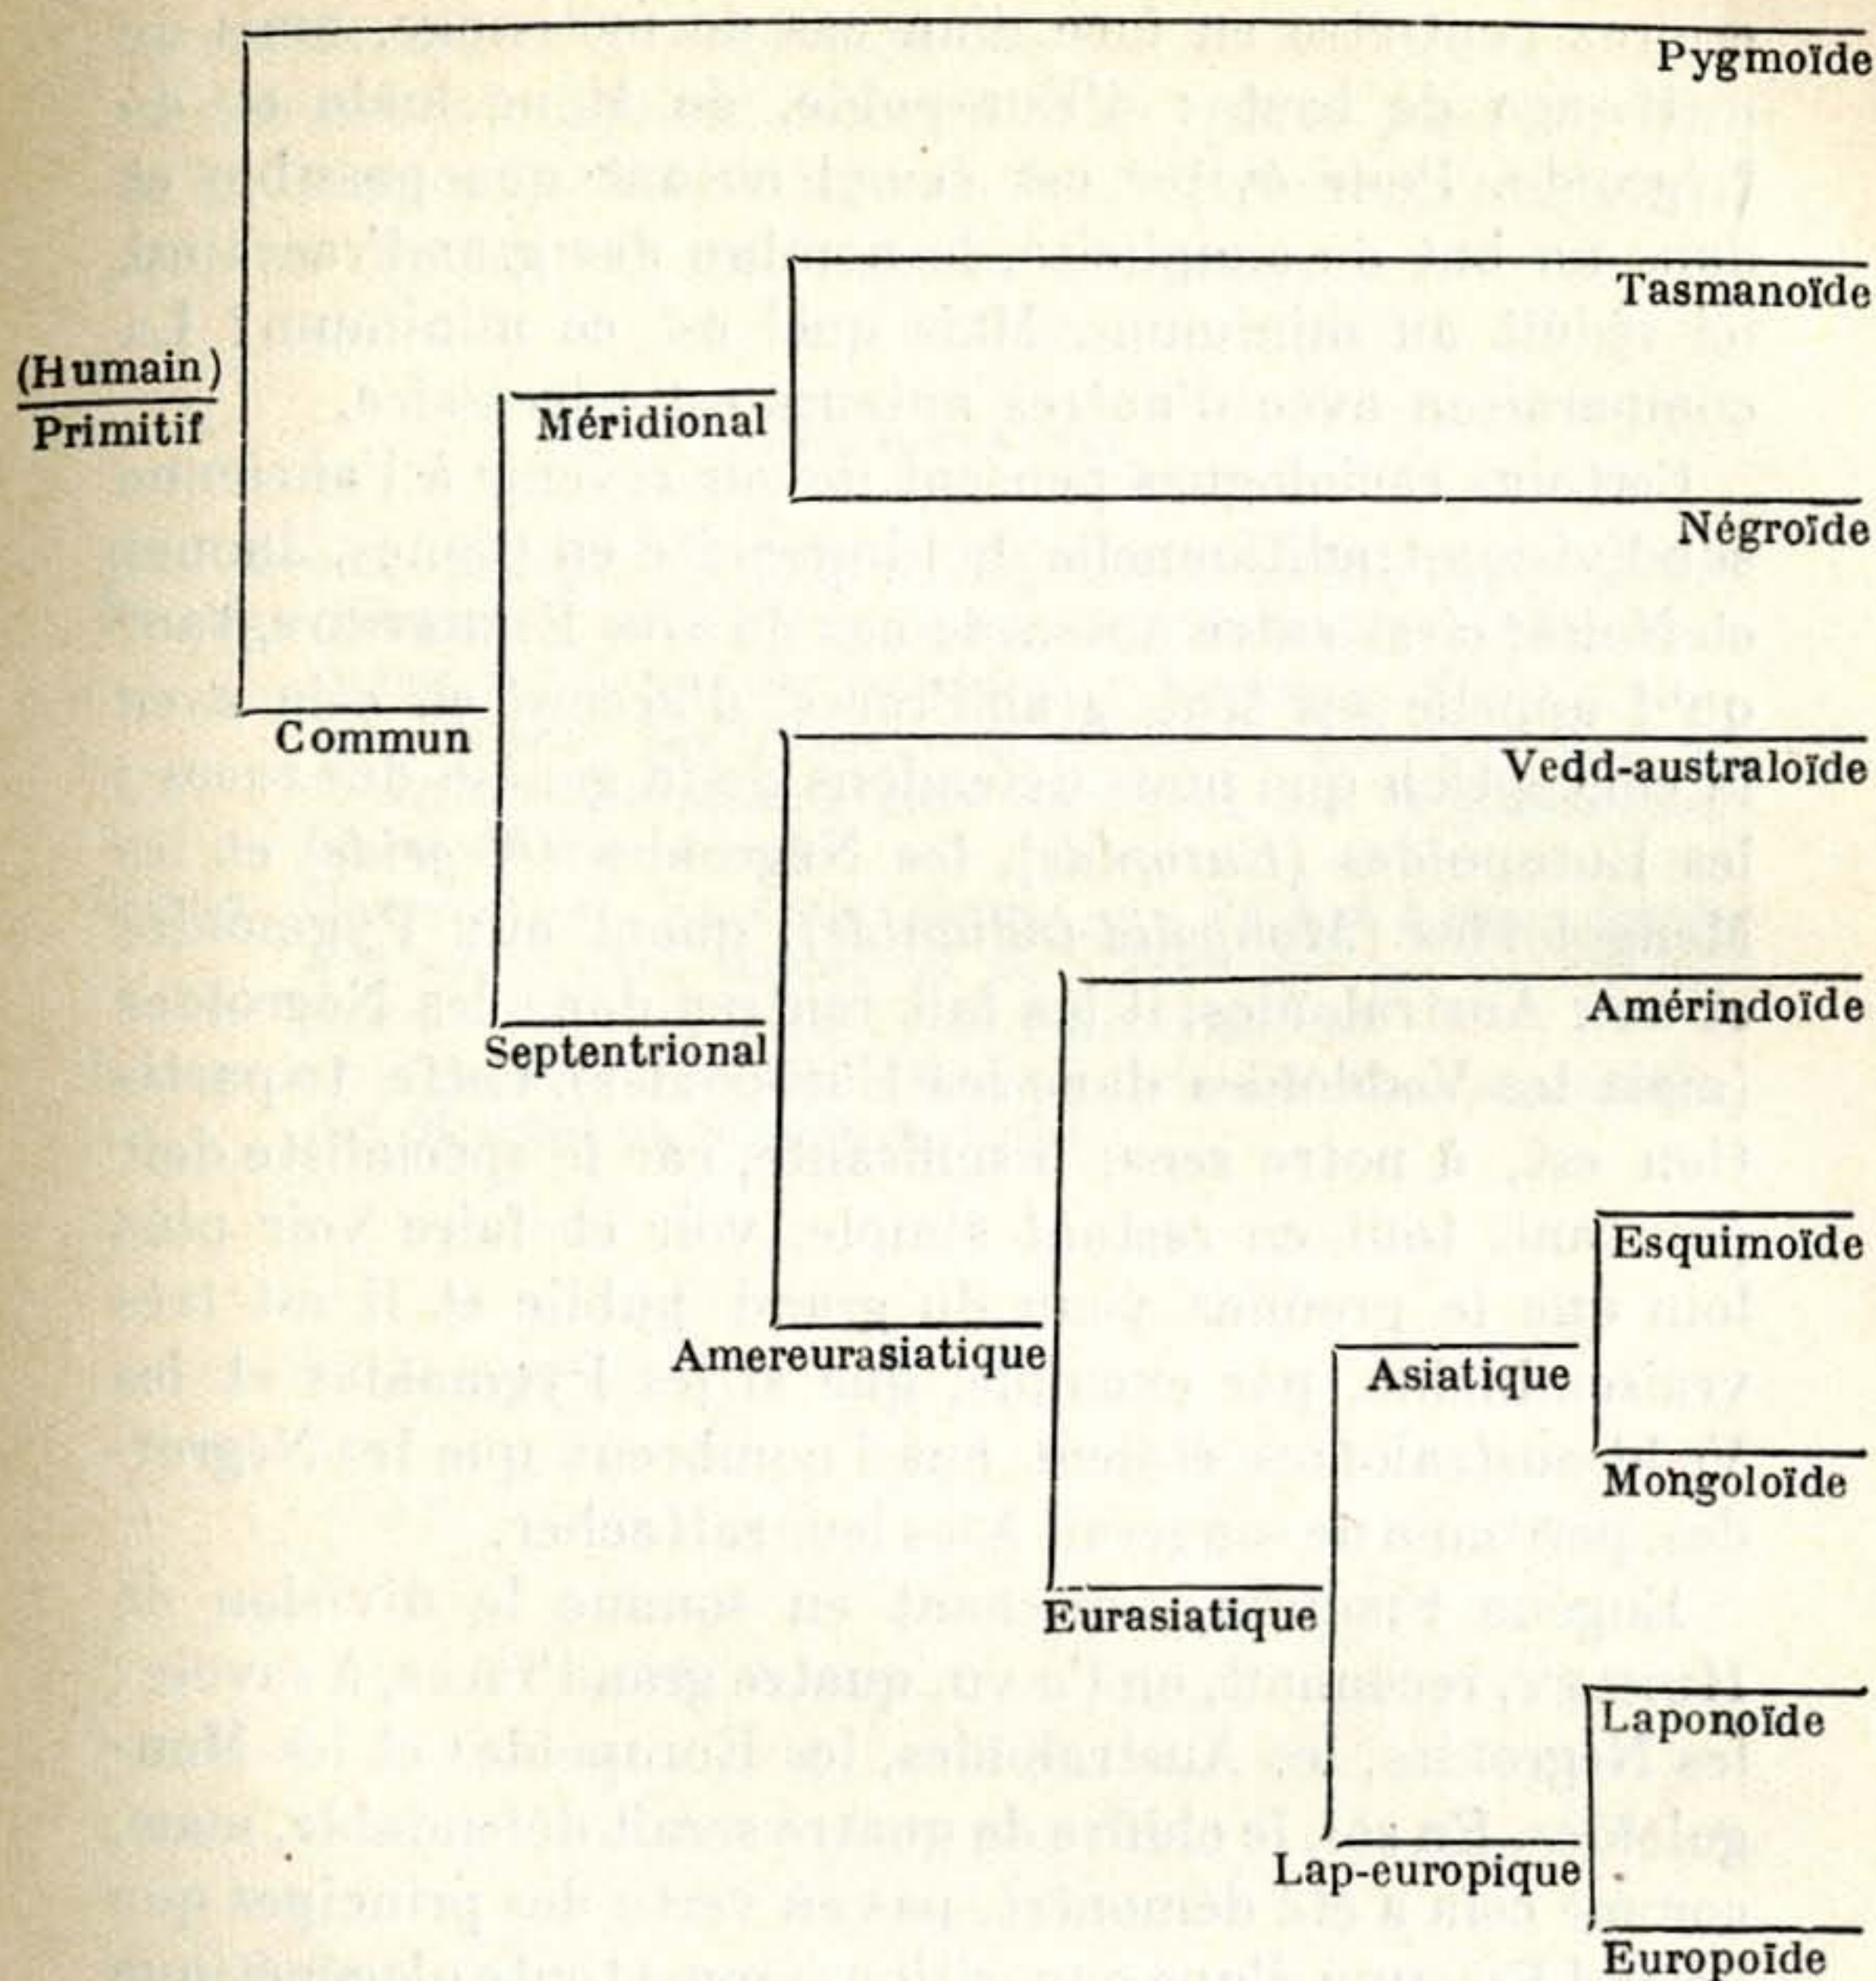 Pygmoïde
Tasmanoïde
(Humain)
Primitif
Méridional
Négroïde
Commun
Vedd-australoïde
Amérindoïde
Septentrional
Esquimoïde
Amereurasiatique
Asiatique
Mongoloïde
Eurasiatique
Laponoïde
Lap-europique
Europoïde